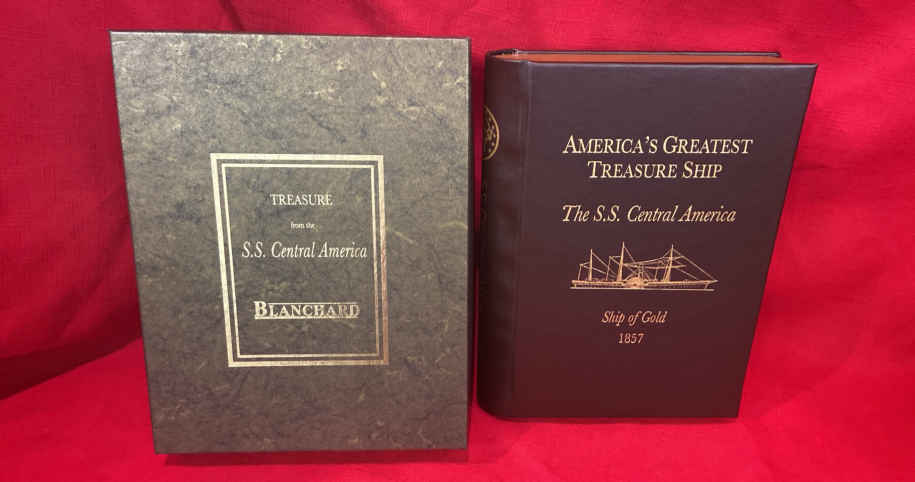 TREASURE
from the
S.S. Central America
BLANCHARD
AMERICA'S GREATEST
TREASURE SHIP
The S.S. Central America
Ship of Gold
1857